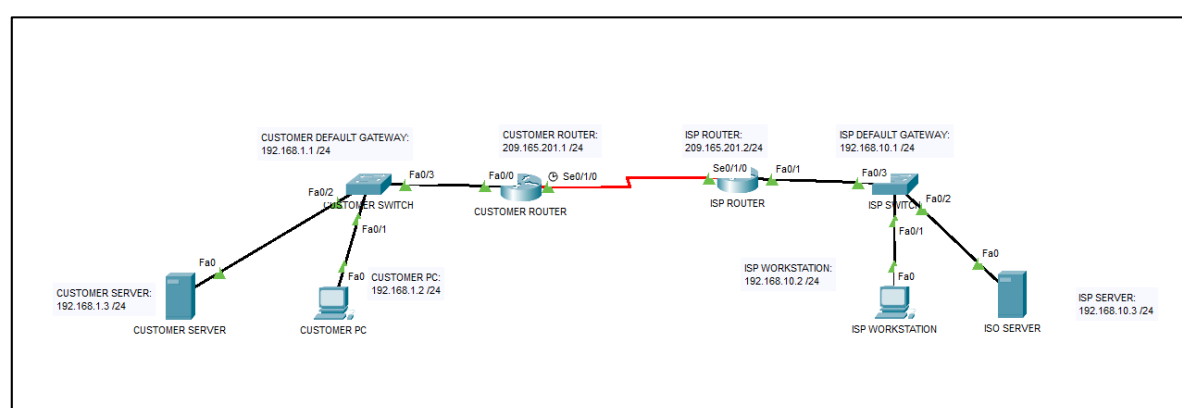 CUSTOMER DEFAULT GATEWAY:
192.168.1.1 /24
CUSTOMER ROUTER:
209.165.201.1 /24
ISP ROUTER:
209.165.201.2/24
ISP DEFAULT GATEWAY:
192.168.10.1 /24
Fa0/2
Fa0/3
CUSTOMER SWITCH
Fa0/1
Fa0/0
Se0/1/0
CUSTOMER ROUTER
Se0/1/0
Fa0/1
ISP ROUTER
Fa0/3
ISP SWITCH
Fa0/2
Fa0/1
Fa0
CUSTOMER SERVER:
192.168.1.3 /24
CUSTOMER SERVER
Fa0
CUSTOMER PC:
192.168.1.2 /24
CUSTOMER PC
ISP WORKSTATION:
192.168.10.2 /24
Fa0
ISP WORKSTATION
Fa0
ISO SERVER
ISP SERVER:
192.168.10.3 /24